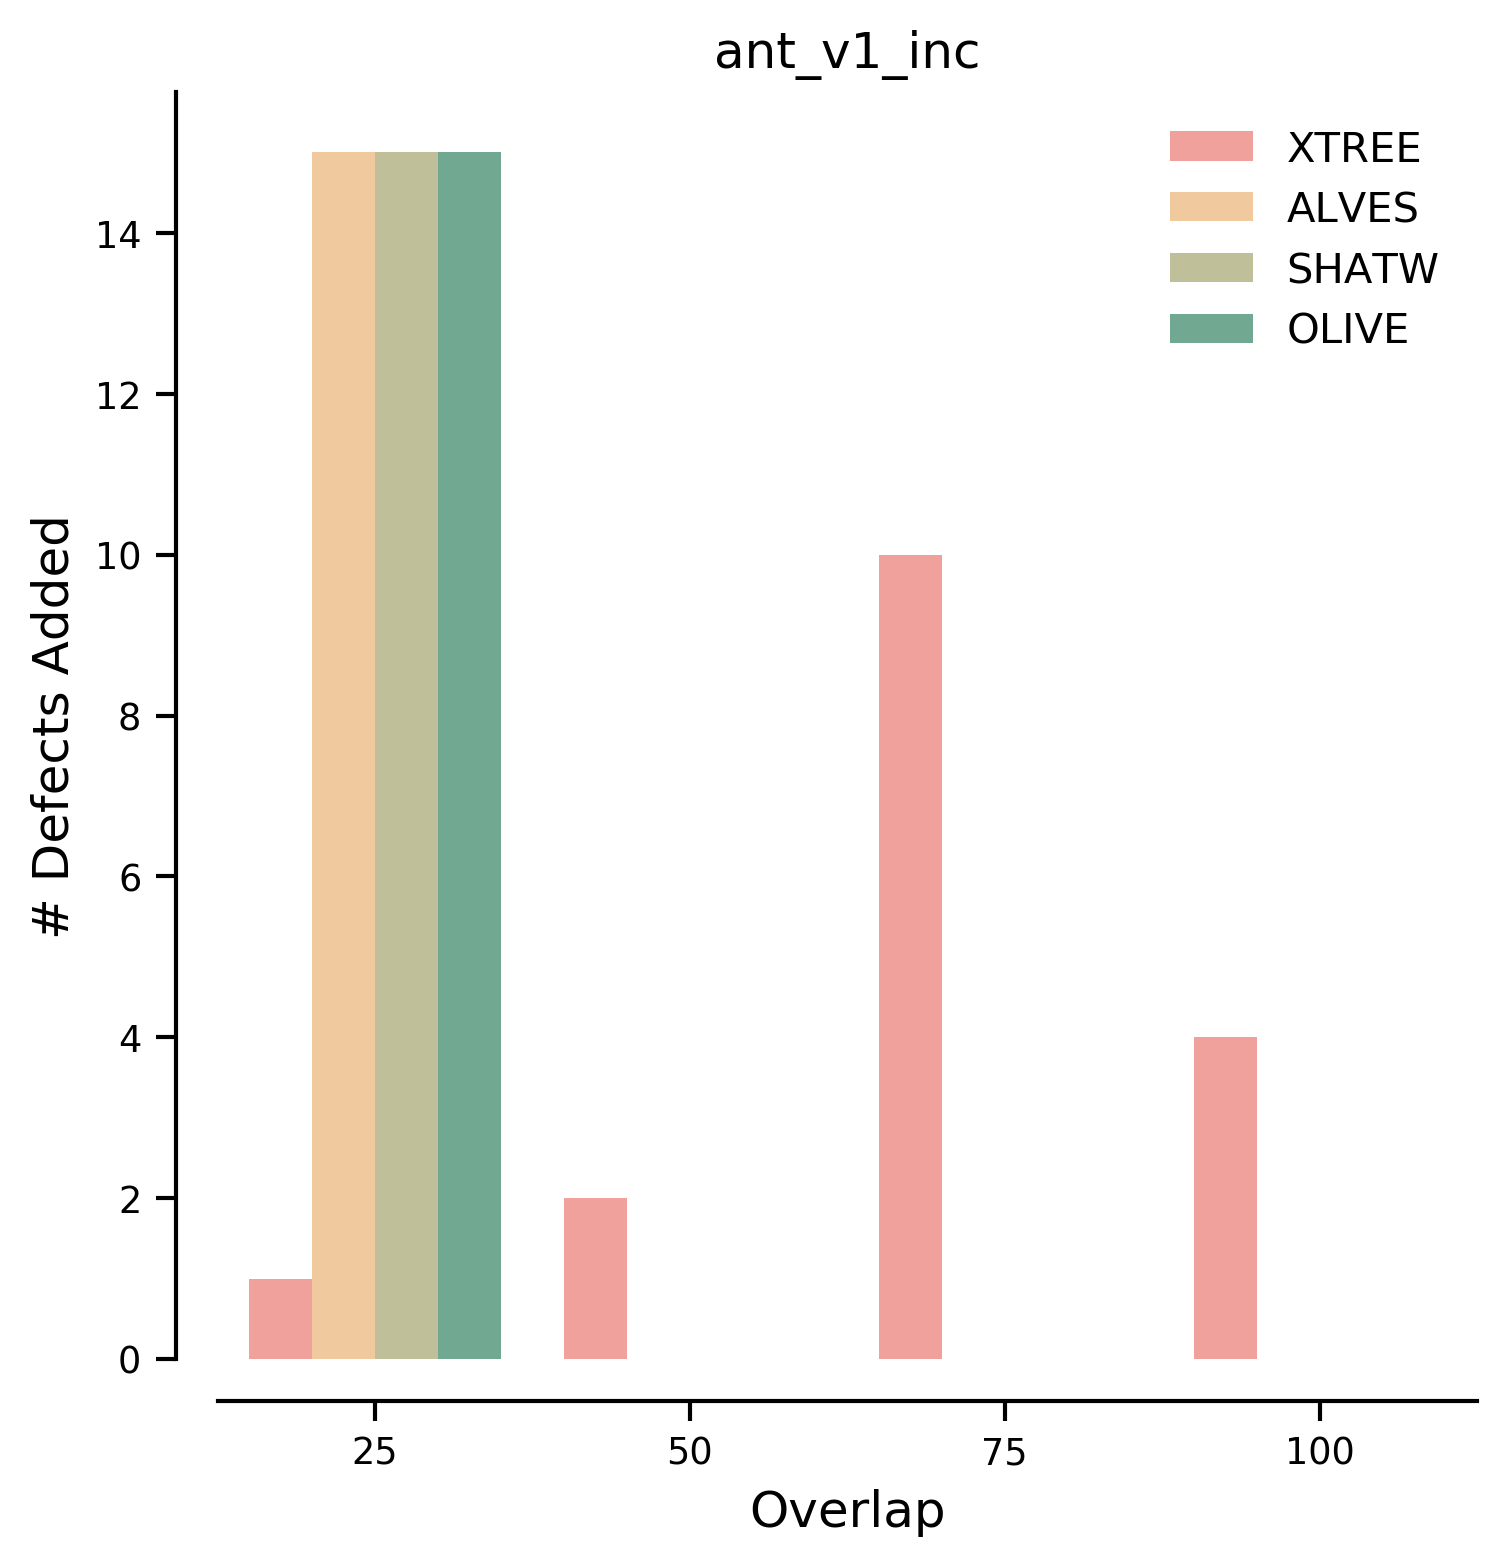 ant_v1_inc
XTREE
ALVES
SHATW
OLIVE
# Defects Added
14
12
10
8
6
4
2
0
25 50 75 100
Overlap